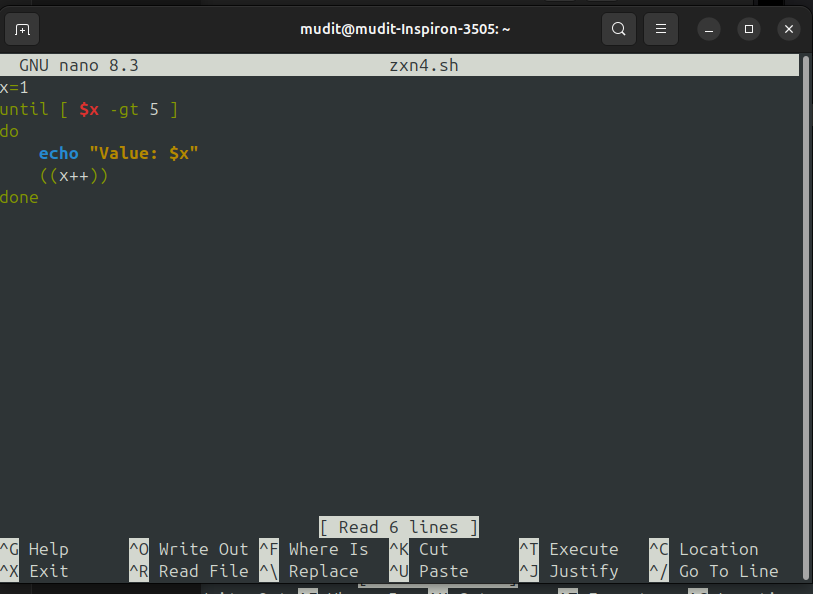 mudit@mudit-Inspiron-3505: ~
GNU nano 8.3 zxn4.sh
x=1
until [ $x -gt 5 ]
do
    echo "Value: $x"
    ((x++))
done
[ Read 6 lines ]
^G Help ^O Write Out ^F Where Is ^K Cut ^T Execute ^C Location
^X Exit ^R Read File ^\ Replace ^U Paste ^J Justify ^/ Go To Line